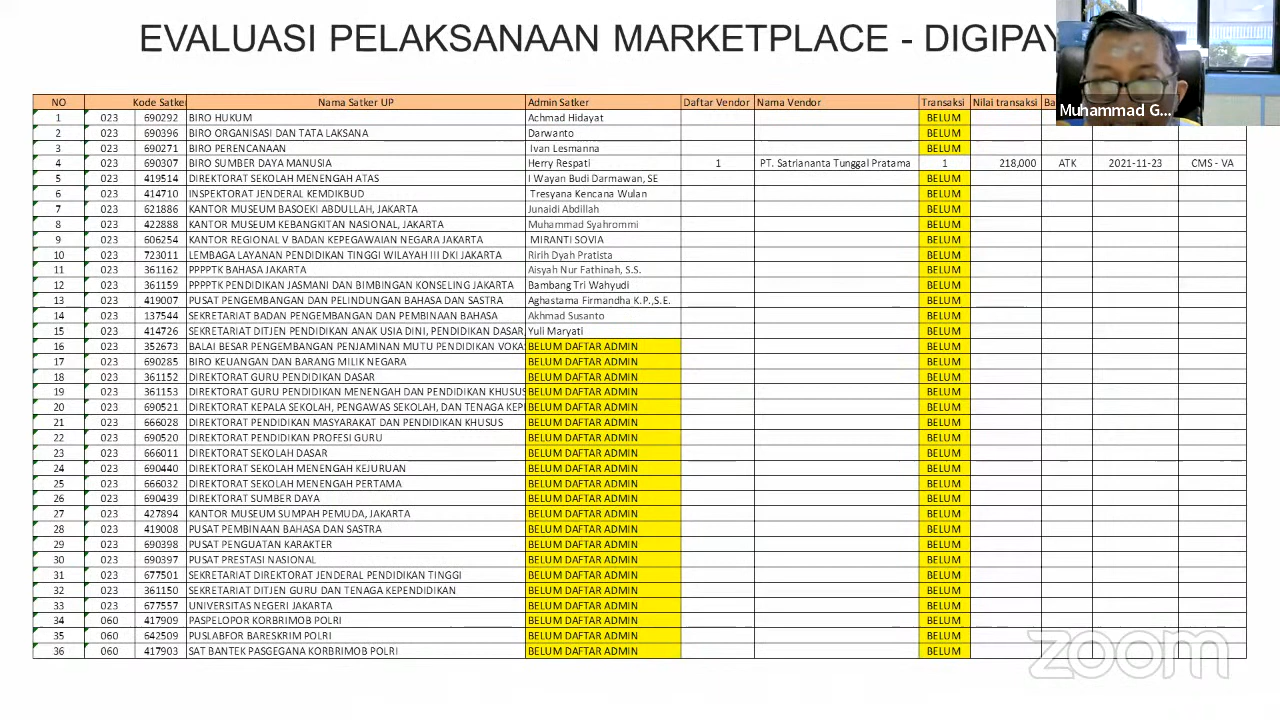 EVALUASI PELAKSANAAN MARKETPLACE - DIGIPAY
Muhammad G...
NO Kode Satker Nama Satker UP Admin Satker Daftar Vendor Nama Vendor Transaksi Nilai transaksi Ba
1 023 690292 BIRO HUKUM Achmad Hidayat BELUM
2 023 690396 BIRO ORGANISASI DAN TATA LAKSANA Darwanto BELUM
3 023 690271 BIRO PERENCANAAN Ivan Lesmanna BELUM
4 023 690307 BIRO SUMBER DAYA MANUSIA Herry Respati 1 PT. Satriananta Tunggal Pratama 1 218,000 ATK 2021-11-23 CMS - VA
5 023 419514 DIREKTORAT SEKOLAH MENENGAH ATAS I Wayan Budi Darmawan, SE BELUM
6 023 414710 INSPEKTORAT JENDERAL KEMDIKBUD Tresyana Kencana Wulan BELUM
7 023 621886 KANTOR MUSEUM BASOEKI ABDULLAH, JAKARTA Junaidi Abdillah BELUM
8 023 422888 KANTOR MUSEUM KEBANGKITAN NASIONAL, JAKARTA Muhammad Syahrommi BELUM
9 023 606254 KANTOR REGIONAL V BADAN KEPEGAWAIAN NEGARA JAKARTA MIRANTI SOVIA BELUM
10 023 723011 LEMBAGA LAYANAN PENDIDIKAN TINGGI WILAYAH III DKI JAKARTA Ririh Dyah Pratista BELUM
11 023 361162 PPPPTK BAHASA JAKARTA Aisyah Nur Fathinah, S.S. BELUM
12 023 361159 PPPPTK PENDIDIKAN JASMANI DAN BIMBINGAN KONSELING JAKARTA Bambang Tri Wahyudi BELUM
13 023 419007 PUSAT PENGEMBANGAN DAN PELINDUNGAN BAHASA DAN SASTRA Aghastama Firmandha K.P.,S.E. BELUM
14 023 137544 SEKRETARIAT BADAN PENGEMBANGAN DAN PEMBINAAN BAHASA Akhmad Susanto BELUM
15 023 414726 SEKRETARIAT DITJEN PENDIDIKAN ANAK USIA DINI, PENDIDIKAN DASAR, Yuli Maryati BELUM
16 023 352673 BALAI BESAR PENGEMBANGAN PENJAMINAN MUTU PENDIDIKAN VOKA BELUM DAFTAR ADMIN BELUM
17 023 690285 BIRO KEUANGAN DAN BARANG MILIK NEGARA BELUM DAFTAR ADMIN BELUM
18 023 361152 DIREKTORAT GURU PENDIDIKAN DASAR BELUM DAFTAR ADMIN BELUM
19 023 361153 DIREKTORAT GURU PENDIDIKAN MENENGAH DAN PENDIDIKAN KHUSUS BELUM DAFTAR ADMIN BELUM
20 023 690521 DIREKTORAT KEPALA SEKOLAH, PENGAWAS SEKOLAH, DAN TENAGA KEPI BELUM DAFTAR ADMIN BELUM
21 023 666028 DIREKTORAT PENDIDIKAN MASYARAKAT DAN PENDIDIKAN KHUSUS BELUM DAFTAR ADMIN BELUM
22 023 690520 DIREKTORAT PENDIDIKAN PROFESI GURU BELUM DAFTAR ADMIN BELUM
23 023 666011 DIREKTORAT SEKOLAH DASAR BELUM DAFTAR ADMIN BELUM
24 023 690440 DIREKTORAT SEKOLAH MENENGAH KEJURUAN BELUM DAFTAR ADMIN BELUM
25 023 666032 DIREKTORAT SEKOLAH MENENGAH PERTAMA BELUM DAFTAR ADMIN BELUM
26 023 690439 DIREKTORAT SUMBER DAYA BELUM DAFTAR ADMIN BELUM
27 023 427894 KANTOR MUSEUM SUMPAH PEMUDA, JAKARTA BELUM DAFTAR ADMIN BELUM
28 023 419008 PUSAT PEMBINAAN BAHASA DAN SASTRA BELUM DAFTAR ADMIN BELUM
29 023 690398 PUSAT PENGUATAN KARAKTER BELUM DAFTAR ADMIN BELUM
30 023 690397 PUSAT PRESTASI NASIONAL BELUM DAFTAR ADMIN BELUM
31 023 677501 SEKRETARIAT DIREKTORAT JENDERAL PENDIDIKAN TINGGI BELUM DAFTAR ADMIN BELUM
32 023 361150 SEKRETARIAT DITJEN GURU DAN TENAGA KEPENDIDIKAN BELUM DAFTAR ADMIN BELUM
33 023 677557 UNIVERSITAS NEGERI JAKARTA BELUM DAFTAR ADMIN BELUM
34 060 417909 PASPELOPOR KORBRIMOB POLRI BELUM DAFTAR ADMIN BELUM
35 060 642509 PUSLABFOR BARESKRIM POLRI BELUM DAFTAR ADMIN BELUM
36 060 417903 SAT BANTEK PASGEGANA KORBRIMOB POLRI BELUM DAFTAR ADMIN BELUM
zoom